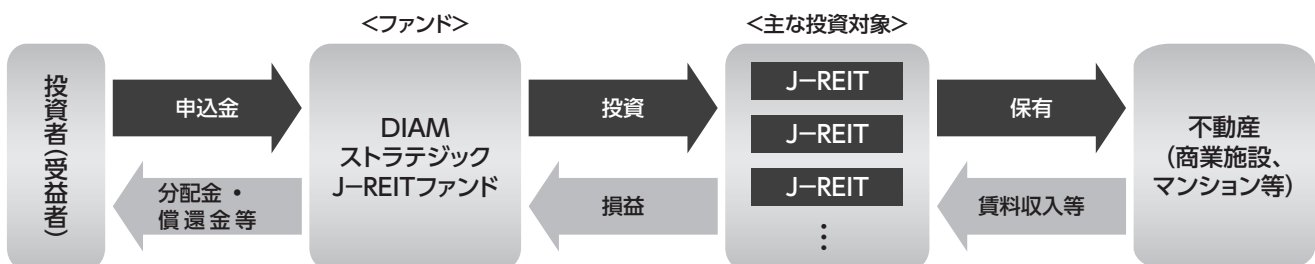 <ファンド>
<主な投資対象>
投資者(受益者)
申込金
分配金・
償還金等
DIAM
ストラテジック
J-REITファンド
投資
損益
J-REIT
J-REIT
J-REIT
⋮
保有
賃料収入等
不動産
(商業施設、
マンション等)